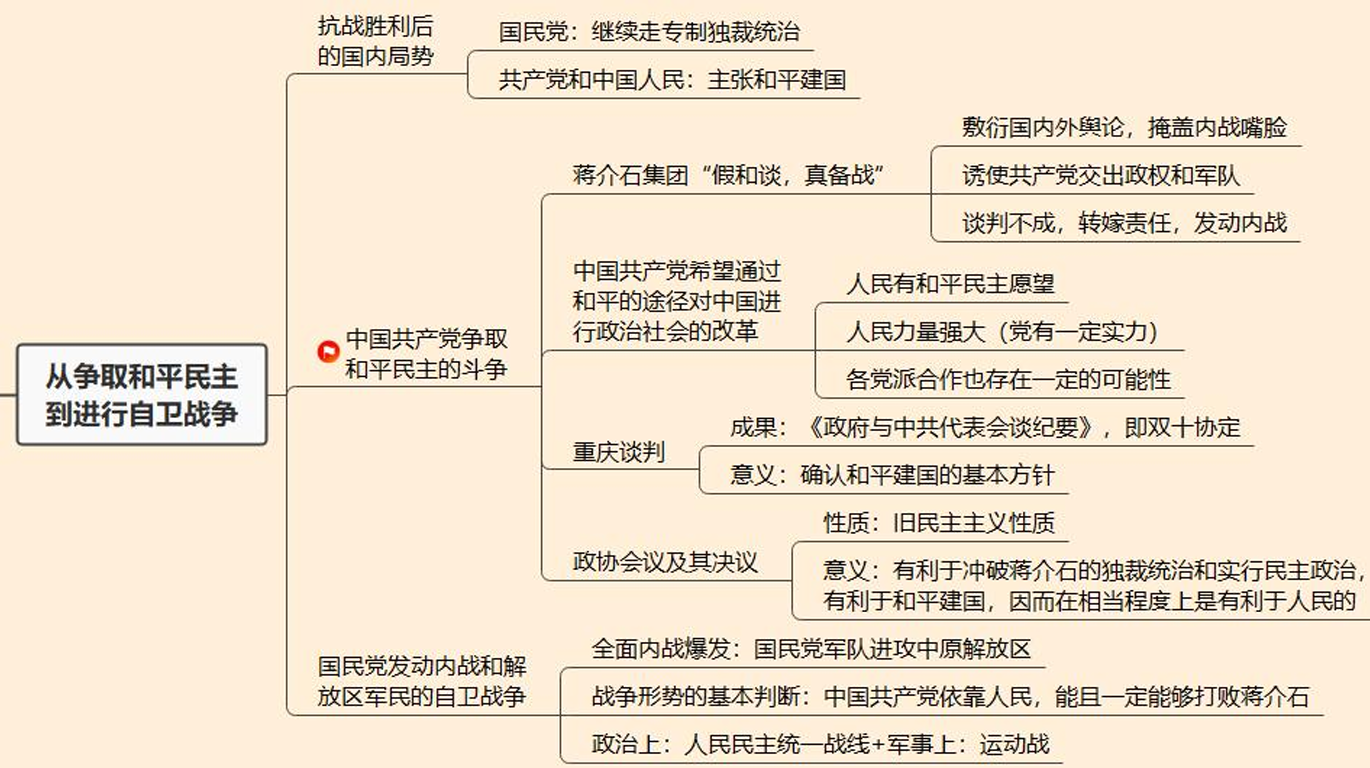 从争取和平民主
到进行自卫战争
抗战胜利后
的国内局势
国民党：继续走专制独裁统治
共产党和中国人民：主张和平建国
中国共产党争取
和平民主的斗争
蒋介石集团“假和谈，真备战”
敷衍国内外舆论，掩盖内战嘴脸
诱使共产党交出政权和军队
谈判不成，转嫁责任，发动内战
中国共产党希望通过
和平的途径对中国进
行政治社会的改革
人民有和平民主愿望
人民力量强大（党有一定实力）
各党派合作也存在一定的可能性
重庆谈判
成果：《政府与中共代表会谈纪要》，即双十协定
意义：确认和平建国的基本方针
政协会议及其决议
性质：旧民主主义性质
意义：有利于冲破蒋介石的独裁统治和实行民主政治，
有利于和平建国，因而在相当程度上是有利于人民的
国民党发动内战和解
放区军民的自卫战争
全面内战爆发：国民党军队进攻中原解放区
战争形势的基本判断：中国共产党依靠人民，能且一定能够打败蒋介石
政治上：人民民主统一战线+军事上：运动战